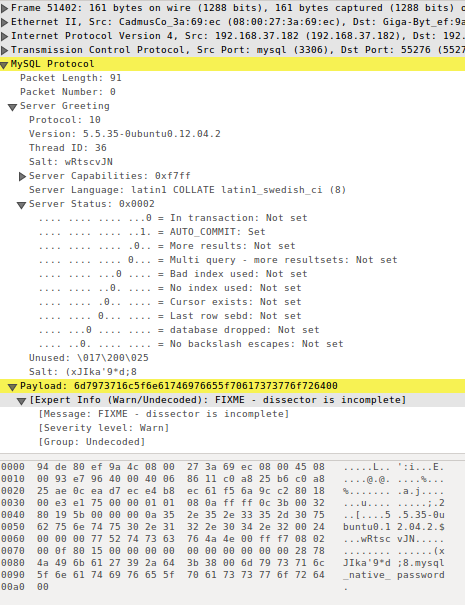 Frame 51402: 161 bytes on wire (1288 bits), 161 bytes captured (1288 bits) o
Ethernet II, Src: CadmusCo_3a:69:ec (08:00:27:3a:69:ec), Dst: Giga-Byt_ef:9a
Internet Protocol Version 4, Src: 192.168.37.182 (192.168.37.182), Dst: 192.
Transmission Control Protocol, Src Port: mysql (3306), Dst Port: 55276 (5527
MySQL Protocol
Packet Length: 91
Packet Number: 0
Server Greeting
Protocol: 10
Version: 5.5.35-0ubuntu0.12.04.2
Thread ID: 36
Salt: wRtscvJN
Server Capabilities: 0xf7ff
Server Language: latin1 COLLATE latin1_swedish_ci (8)
Server Status: 0x0002
.... .... .... ...0 = In transaction: Not set
.... .... .... ..1. = AUTO_COMMIT: Set
.... .... .... .0.. = More results: Not set
.... .... .... 0... = Multi query - more resultsets: Not set
.... .... ...0 .... = Bad index used: Not set
.... .... ..0. .... = No index used: Not set
.... .... .0.. .... = Cursor exists: Not set
.... .... 0... .... = Last row sebd: Not set
.... ...0 .... .... = database dropped: Not set
.... ..0. .... .... = No backslash escapes: Not set
Unused: \017\200\025
Salt: (xJIka'9*d;8
Payload: 6d7973716c5f6e61746976655f70617373776f726400
[Expert Info (Warn/Undecoded): FIXME - dissector is incomplete]
[Message: FIXME - dissector is incomplete]
[Severity level: Warn]
[Group: Undecoded]
0000 94 de 80 ef 9a 4c 08 00 27 3a 69 ec 08 00 45 08 .....L.. ':i...E.
0010 00 93 e7 96 40 00 40 06 86 11 c0 a8 25 b6 c0 a8 ....@.@. ....%...
0020 25 ae 0c ea d7 ec e4 b8 ec 61 f5 6a 9c c2 80 18 %....... .a.j....
0030 00 e3 e1 75 00 00 01 01 08 0a ff ff 0c 3b 00 32 ...u.... .....;.2
0040 80 19 5b 00 00 00 0a 35 2e 35 2e 33 35 2d 30 75 ..[....5 .5.35-0u
0050 62 75 6e 74 75 30 2e 31 32 2e 30 34 2e 32 00 24 buntu0.1 2.04.2.$
0060 00 00 00 77 52 74 73 63 76 4a 4e 00 ff f7 08 02 ...wRtsc vJN.....
0070 00 0f 80 15 00 00 00 00 00 00 00 00 00 00 28 78 ........ ......(x
0080 4a 49 6b 61 27 39 2a 64 3b 38 00 6d 79 73 71 6c JIka'9*d ;8.mysql
0090 5f 6e 61 74 69 76 65 5f 70 61 73 73 77 6f 72 64 _native_ password
00a0 00 .